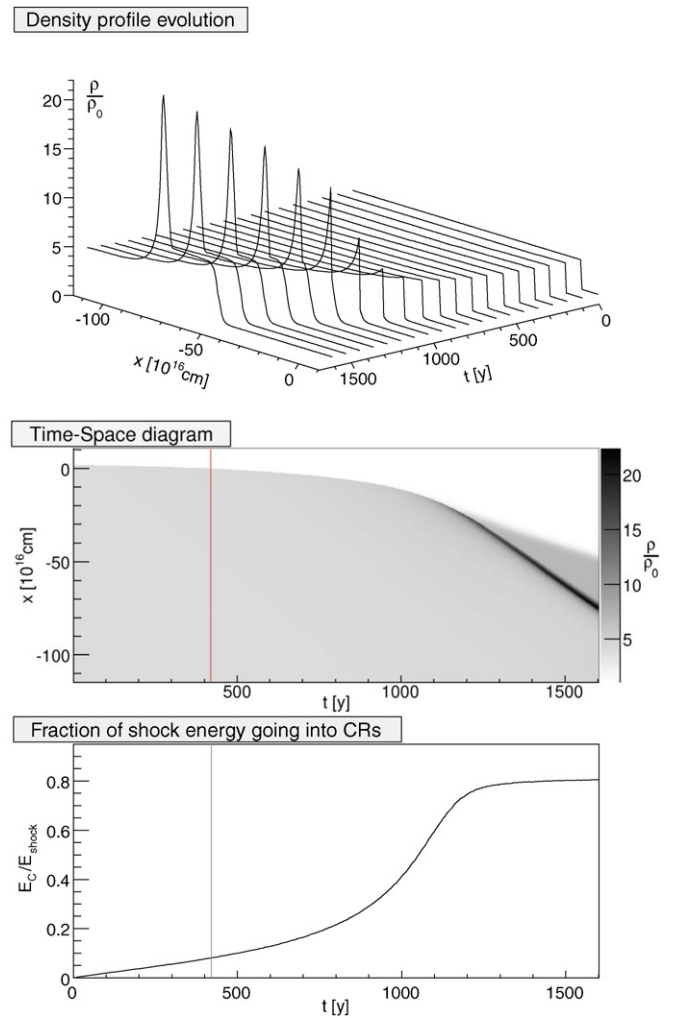 Density profile evolution
ρ
ρ0
20
15
10
5
0
-100
-50
0
x [10^16cm]
1500
1000
500
0
t [y]
Time-Space diagram
0
-50
-100
x [10^16cm]
500
1000
1500
t [y]
20
15
10
5
ρ
ρ0
Fraction of shock energy going into CRs
0.8
0.6
0.4
0.2
0
E_C/E_shock
0
500
1000
1500
t [y]